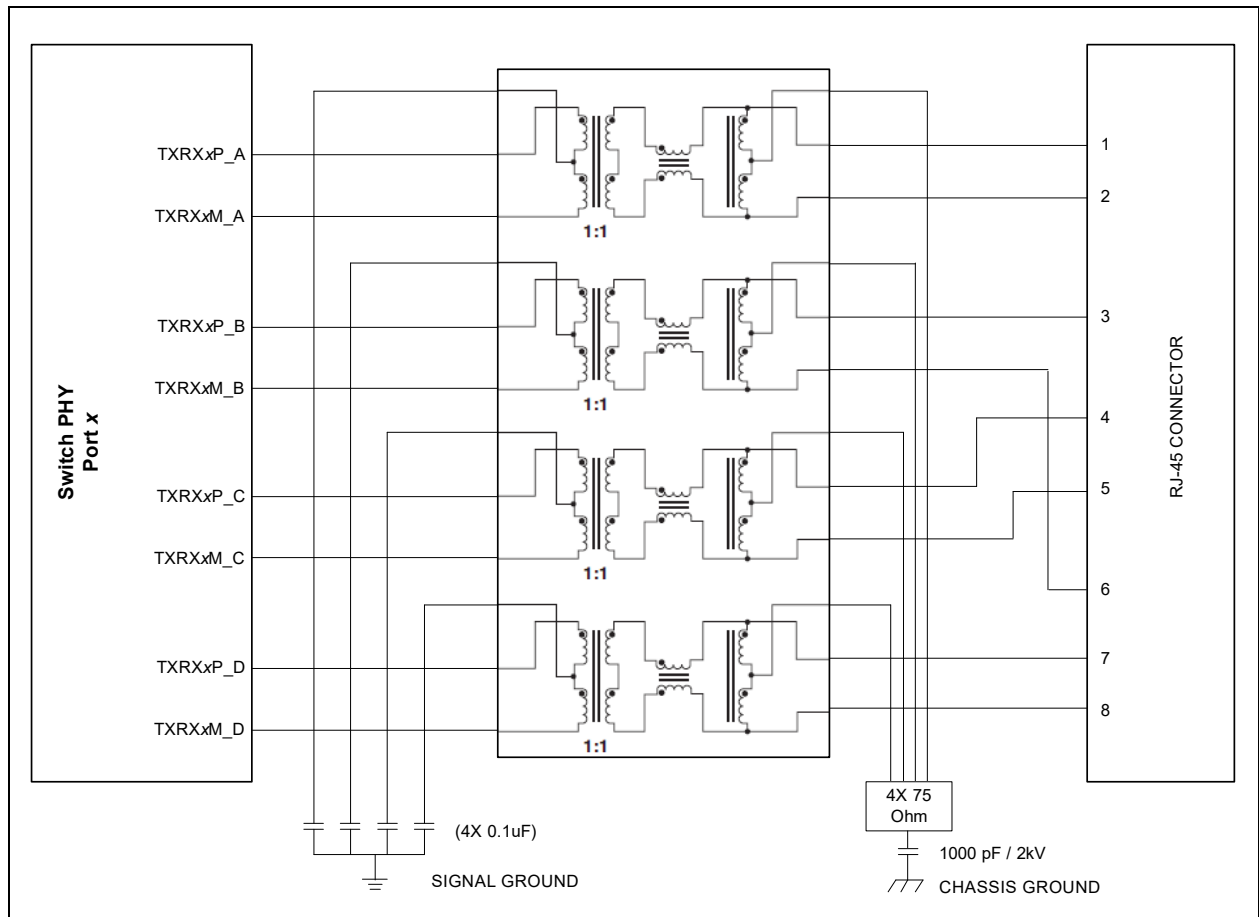 Switch PHY
Port x
TXRXxP_A
TXRXxM_A
TXRXxP_B
TXRXxM_B
TXRXxP_C
TXRXxM_C
TXRXxP_D
TXRXxM_D
1:1
1:1
1:1
1:1
1
2
3
4
5
6
7
8
RJ-45 CONNECTOR
(4X 0.1uF)
SIGNAL GROUND
4X 75
Ohm
1000 pF / 2kV
CHASSIS GROUND